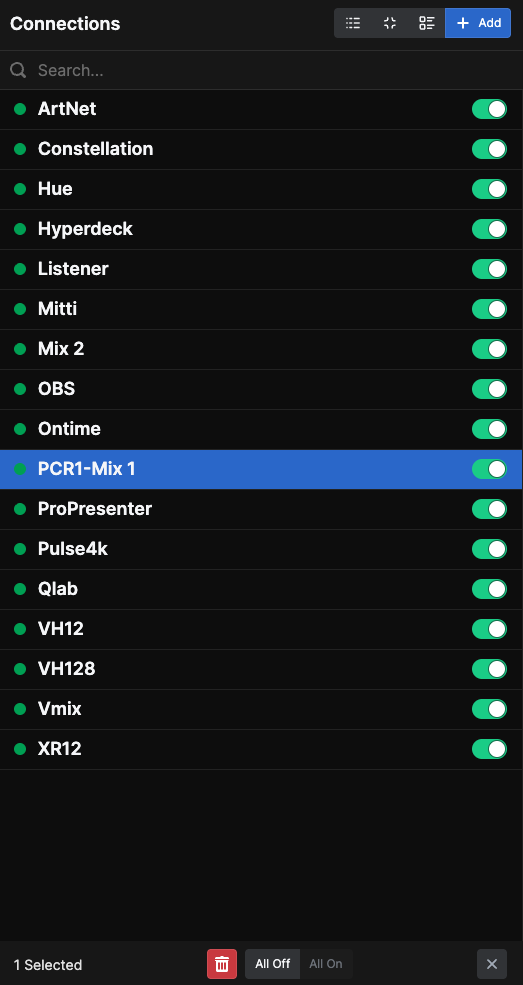 Connections
Add
Search...
ArtNet
Constellation
Hue
Hyperdeck
Listener
Mitti
Mix 2
OBS
Ontime
PCR1-Mix 1
ProPresenter
Pulse4k
Qlab
VH12
VH128
Vmix
XR12
1 Selected All Off All On